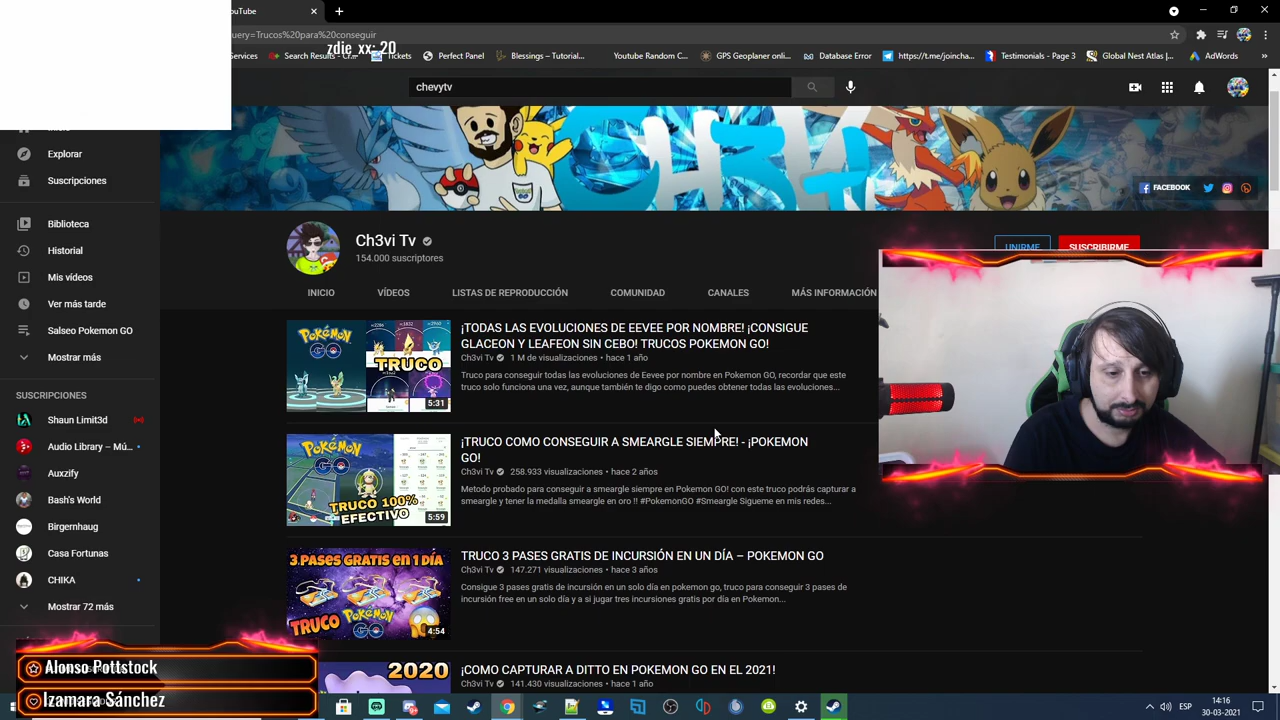 ouTube
uery=Trucos%20para%20conseguir
zdie_xx: 20
Services
Search Results - Cr...
Tickets
Perfect Panel
Blessings – Tutorial...
Youtube Random C...
GPS Geoplaner onli...
Database Error
https://t.me/joincha...
Testimonials - Page 3
Global Nest Atlas |...
AdWords
»
chevytv
FACEBOOK
Explorar
Suscripciones
Biblioteca
Historial
Mis vídeos
Ver más tarde
Salseo Pokemon GO
Mostrar más
SUSCRIPCIONES
Shaun Limit3d
Audio Library – Mú...
Auxzify
Bash's World
Birgernhaug
Casa Fortunas
CHIKA
Mostrar 72 más
Ch3vi Tv
154.000 suscriptores
UNIRME
SUSCRIBIRME
INICIO
VÍDEOS
LISTAS DE REPRODUCCIÓN
COMUNIDAD
CANALES
MÁS INFORMACIÓN
POKÉMON
GO
TRUCO
5:31
¡TODAS LAS EVOLUCIONES DE EEVEE POR NOMBRE! ¡CONSIGUE
GLACEON Y LEAFEON SIN CEBO! TRUCOS POKEMON GO!
Ch3vi Tv 1 M de visualizaciones • hace 1 año
Truco para conseguir todas las evoluciones de Eevee por nombre en Pokemon GO, recordar que este
truco solo funciona una vez, aunque también te digo como puedes obtener todas las evoluciones...
POKÉMON
GO
TRUCO 100%
EFECTIVO
5:59
¡TRUCO COMO CONSEGUIR A SMEARGLE SIEMPRE! - ¡POKEMON
GO!
Ch3vi Tv 258.933 visualizaciones • hace 2 años
Metodo probado para conseguir a smeargle siempre en Pokemon GO! con este truco podrás capturar a
smeargle y tener la medalla smeargle en oro !! #PokemonGO #Smeargle Sigueme en mis redes...
3 PASES GRATIS en 1 DÍA
TRUCO
POKÉMON
GO
4:54
TRUCO 3 PASES GRATIS DE INCURSIÓN EN UN DÍA – POKEMON GO
Ch3vi Tv 147.271 visualizaciones • hace 3 años
Consigue 3 pases gratis de incursión en un solo día en pokemon go, truco para conseguir 3 pases de
incursión free en un solo día y a si jugar tres incursiones gratis por día en Pokemon...
2020
¡COMO CAPTURAR A DITTO EN POKEMON GO EN EL 2021!
Ch3vi Tv 141.430 visualizaciones • hace 1 año
Alonso Pottstock
Izamara Sánchez
ESP
14:16
30-03-2021